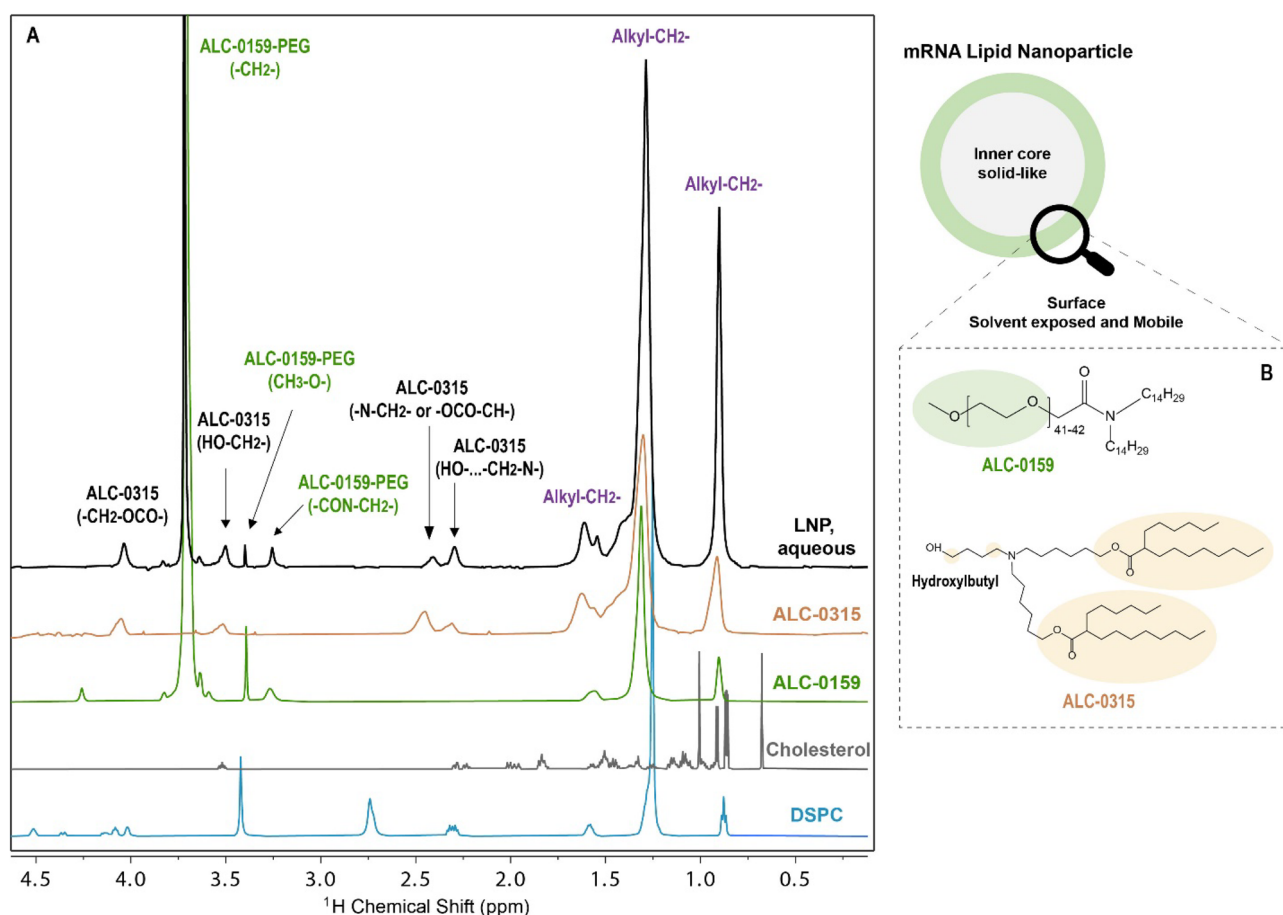 A
ALC-0159-PEG
(-CH2-)
Alkyl-CH2-
Alkyl-CH2-
ALC-0159-PEG
(CH3-O-)
ALC-0315
(HO-CH2-)
ALC-0315
(-N-CH2- or -OCO-CH-)
ALC-0315
(HO-...-CH2-N-)
ALC-0159-PEG
(-CON-CH2-)
ALC-0315
(-CH2-OCO-)
Alkyl-CH2-
LNP,
aqueous
ALC-0315
ALC-0159
Cholesterol
DSPC
4.5 4.0 3.5 3.0 2.5 2.0 1.5 1.0 0.5
¹H Chemical Shift (ppm)
mRNA Lipid Nanoparticle
Inner core
solid-like
Surface
Solvent exposed and Mobile
B
O
C₁₄H₂₉
O
O
N
41-42
C₁₄H₂₉
ALC-0159
OH
N
O
O
Hydroxylbutyl
O
O
ALC-0315